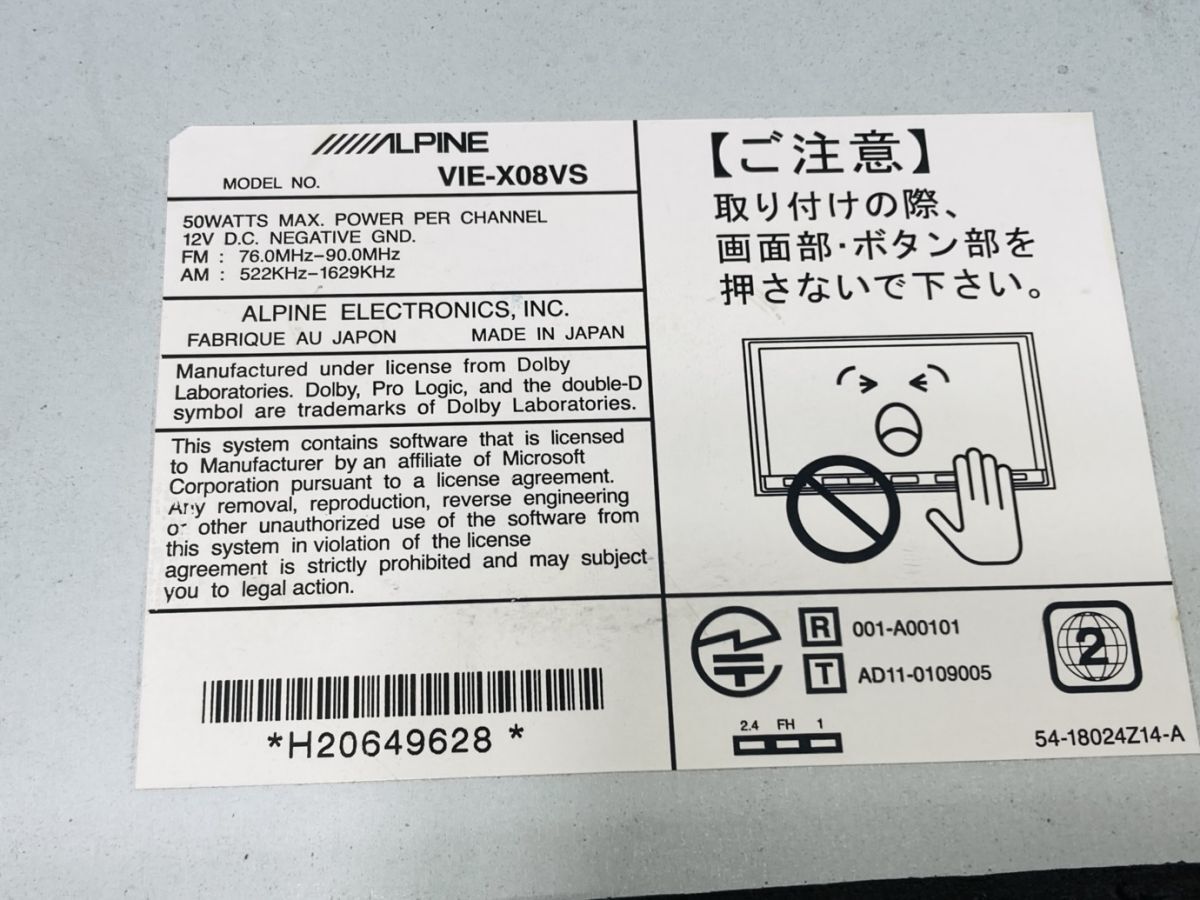 ALPINE
MODEL NO. VIE-X08VS
50WATTS MAX. POWER PER CHANNEL
12V D.C. NEGATIVE GND.
FM : 76.0MHz–90.0MHz
AM : 522KHz–1629KHz
ALPINE ELECTRONICS, INC.
FABRIQUE AU JAPON MADE IN JAPAN
Manufactured under license from Dolby
Laboratories. Dolby, Pro Logic, and the double-D
symbol are trademarks of Dolby Laboratories.
This system contains software that is licensed
to Manufacturer by an affiliate of Microsoft
Corporation pursuant to a license agreement.
Any removal, reproduction, reverse engineering
or other unauthorized use of the software from
this system in violation of the license
agreement is strictly prohibited and may subject
you to legal action.
*H20649628*
【ご注意】
取り付けの際、
画面部・ボタン部を
押さないで下さい。
R 001-A00101
T AD11-0109005
2
2.4 FH 1
54-18024Z14-A